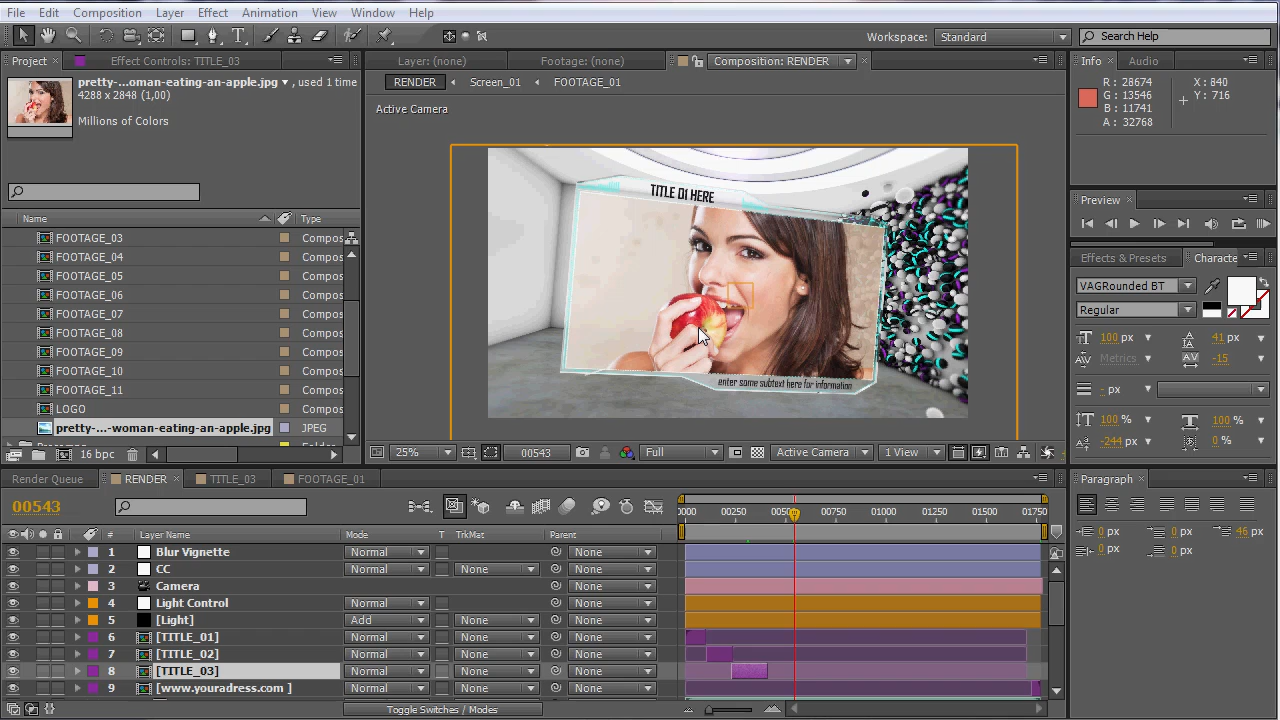 File Edit Composition Layer Effect Animation View Window Help
Workspace: Standard Search Help
Project Effect Controls: TITLE_03 Layer: (none) Footage: (none) Composition: RENDER Info Audio
pretty-...oman-eating-an-apple.jpg , used 1 time
4288 x 2848 (1,00)
Millions of Colors
RENDER Screen_01 FOOTAGE_01
Active Camera
R : 28674
G : 13546
B : 11741
A : 32768
X : 840
Y : 716
TITLE 01 HERE
enter some subtext here for information
Name Type
FOOTAGE_03 Compos
FOOTAGE_04 Compos
FOOTAGE_05 Compos
FOOTAGE_06 Compos
FOOTAGE_07 Compos
FOOTAGE_08 Compos
FOOTAGE_09 Compos
FOOTAGE_10 Compos
FOOTAGE_11 Compos
LOGO Compos
pretty-...-woman-eating-an-apple.jpg JPEG
16 bpc
25% 00543 Full Active Camera 1 View
Preview
Effects & Presets Characte
VAGRounded BT
Regular
100 px 41 px
Metrics -15
- px
100 % 100 %
-244 px 0 %
Render Queue RENDER TITLE_03 FOOTAGE_01
00543
0000 00250 0050 00750 01000 01250 01500 01750
# Layer Name Mode T TrkMat Parent
1 Blur Vignette Normal None
2 CC Normal None None
3 Camera None
4 Light Control Normal None
5 [Light] Add None None
6 [TITLE_01] Normal None None
7 [TITLE_02] Normal None None
8 [TITLE_03] Normal None None
9 [www.youradress.com ] Normal None None
Toggle Switches / Modes
Paragraph
0 px 0 px 46 px
0 px 0 px